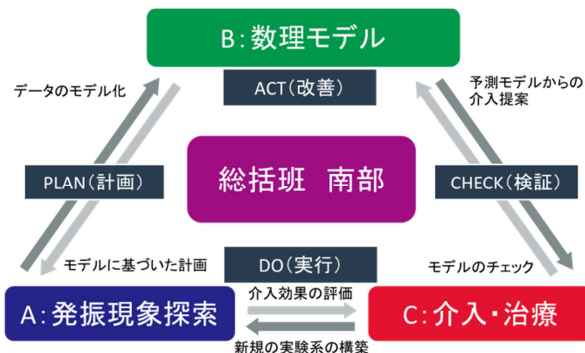 B:数理モデル
ACT(改善)
データのモデル化
予測モデルからの
介入提案
PLAN(計画)
総括班 南部
CHECK(検証)
モデルに基づいた計画
DO(実行)
モデルのチェック
A:発振現象探索
介入効果の評価
C:介入・治療
新規の実験系の構築